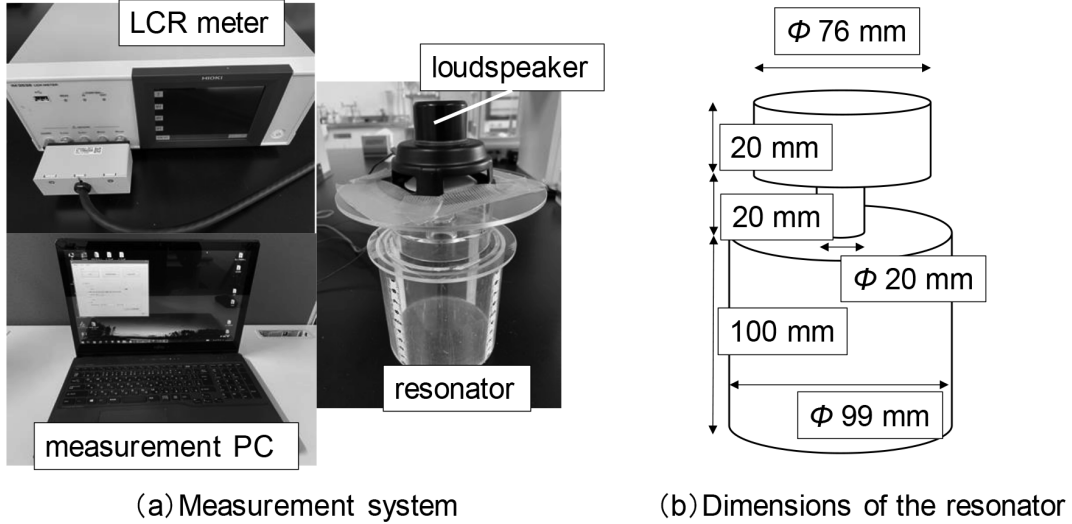 LCR meter
HIOKI
loudspeaker
resonator
measurement PC
(a)Measurement system
Φ 76 mm
20 mm
20 mm
Φ 20 mm
100 mm
Φ 99 mm
(b)Dimensions of the resonator